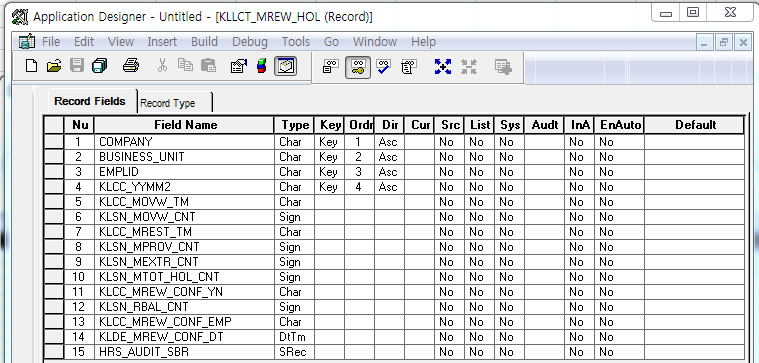 Application Designer - Untitled - [KLLCT_MREW_HOL (Record)]
File Edit View Insert Build Debug Tools Go Window Help
Record Fields Record Type
Nu Field Name Type Key Ordr Dir Cur Src List Sys Audt InA EnAuto Default
1 COMPANY Char Key 1 Asc No No No No No
2 BUSINESS_UNIT Char Key 2 Asc No No No No No
3 EMPLID Char Key 3 Asc No No No No No
4 KLCC_YYMM2 Char Key 4 Asc No No No No No
5 KLCC_MOVW_TM Char No No No No No
6 KLSN_MOVW_CNT Sign No No No No No
7 KLCC_MREST_TM Char No No No No No
8 KLSN_MPROV_CNT Sign No No No No No
9 KLSN_MEXTR_CNT Sign No No No No No
10 KLSN_MTOT_HOL_CNT Sign No No No No No
11 KLCC_MREW_CONF_YN Char No No No No No
12 KLSN_RBAL_CNT Sign No No No No No
13 KLCC_MREW_CONF_EMP Char No No No No No
14 KLDE_MREW_CONF_DT DtTm No No No No No
15 HRS_AUDIT_SBR SRec No No No No No